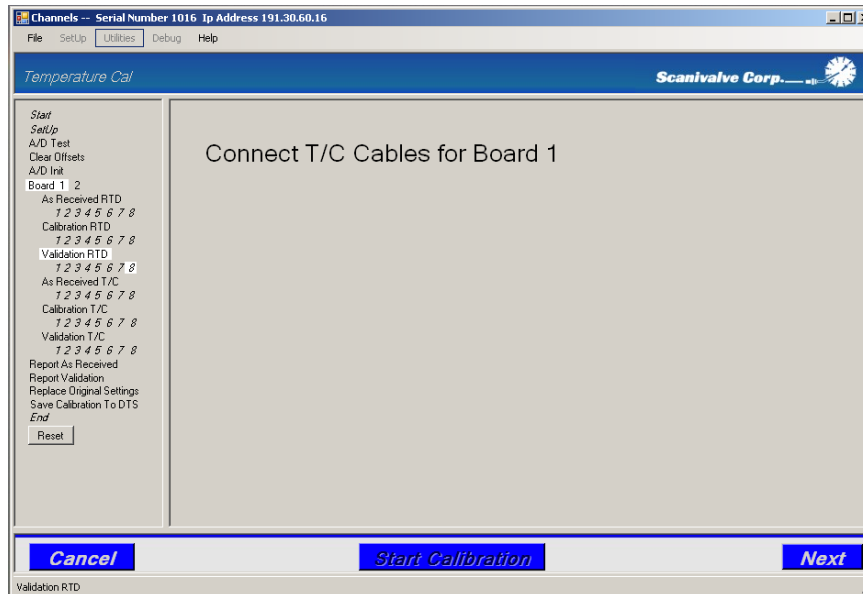 Channels -- Serial Number 1016 Ip Address 191.30.60.16
File SetUp Utilities Debug Help
Temperature Cal
Scanivalve Corp.
Start
SetUp
A/D Test
Clear Offsets
A/D Init
Board 1 2
As Received RTD
1 2 3 4 5 6 7 8
Calibration RTD
1 2 3 4 5 6 7 8
Validation RTD
1 2 3 4 5 6 7 8
As Received T/C
1 2 3 4 5 6 7 8
Calibration T/C
1 2 3 4 5 6 7 8
Validation T/C
1 2 3 4 5 6 7 8
Report As Received
Report Validation
Replace Original Settings
Save Calibration To DTS
End
Reset
Connect T/C Cables for Board 1
Cancel
Start Calibration
Next
Validation RTD